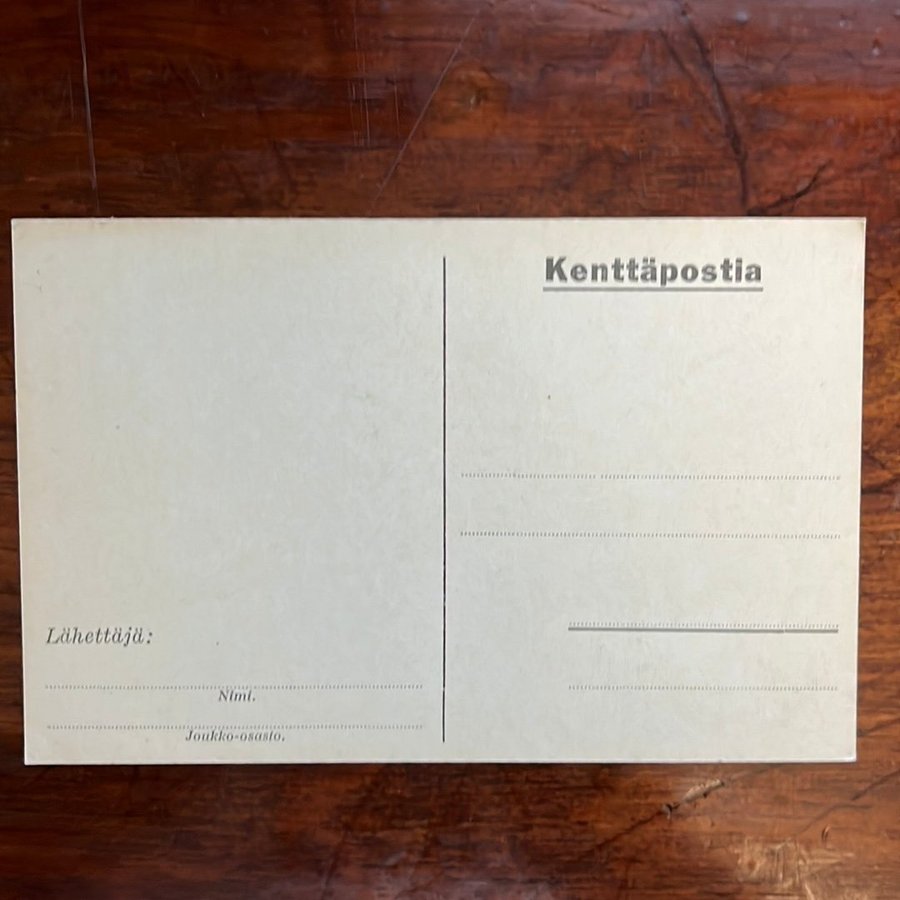 Kenttäpostia
Lähettäjä:
Nimi.
Joukko-osasto.